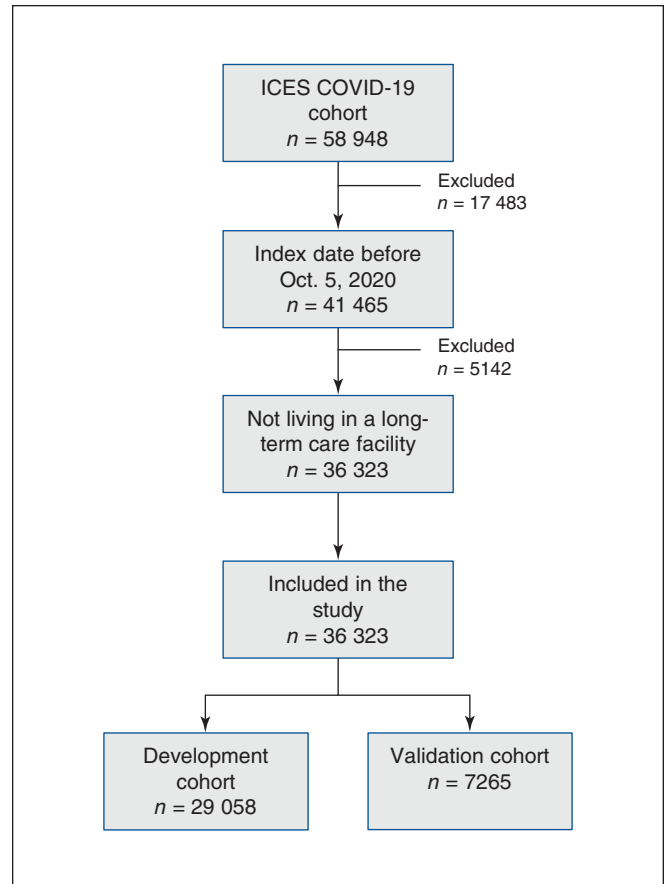 ICES COVID-19
cohort
n = 58 948
Excluded
n = 17 483
Index date before
Oct. 5, 2020
n = 41 465
Excluded
n = 5142
Not living in a long-
term care facility
n = 36 323
Included in the
study
n = 36 323
Development
cohort
n = 29 058
Validation cohort
n = 7265